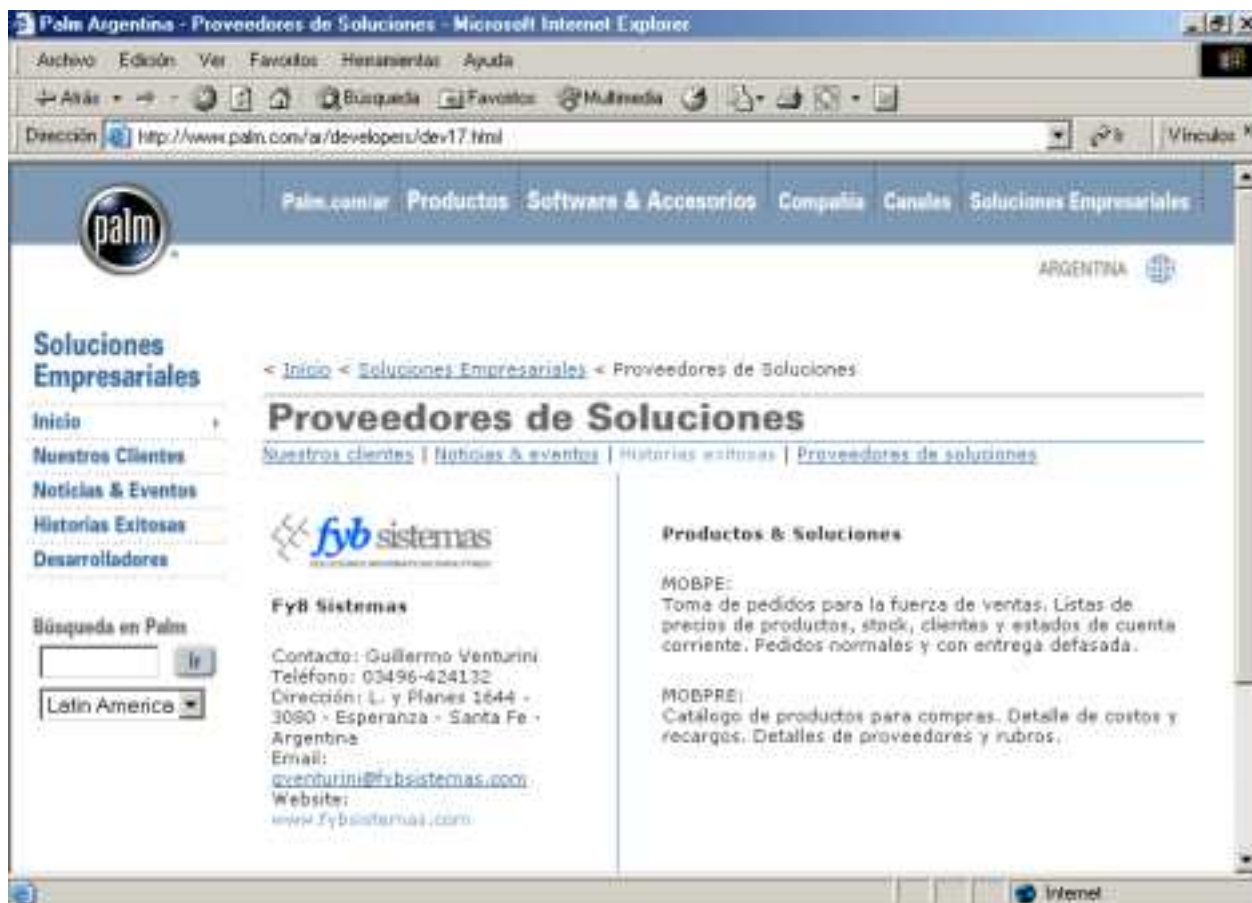 Palm Argentina - Proveedores de Soluciones - Microsoft Internet Explorer
Archivo Edición Ver Favoritos Herramientas Ayuda
Atrás Búsqueda Favoritos Multimedia
Dirección http://www.palm.com/ar/developers/dev17.html Ir Vínculos »
palm
Palm.com/ar Productos Software & Accesorios Compañía Canales Soluciones Empresariales
ARGENTINA
Soluciones
Empresariales
Inicio
Nuestros Clientes
Noticias & Eventos
Historias Exitosas
Desarrolladores
Búsqueda en Palm
Ir
Latin America
< Inicio < Soluciones Empresariales < Proveedores de Soluciones
Proveedores de Soluciones
Nuestros clientes | Noticias & eventos | Historias exitosas | Proveedores de soluciones
fyb sistemas
FyB Sistemas
Contacto: Guillermo Venturini
Teléfono: 03496-424132
Dirección: L. y Planes 1644 -
3080 - Esperanza - Santa Fe -
Argentina
Email:
gventurini@fybsistemas.com
Website:
www.fybsistemas.com
Productos & Soluciones
MOBPE:
Toma de pedidos para la fuerza de ventas. Listas de
precios de productos, stock, clientes y estados de cuenta
corriente. Pedidos normales y con entrega defasada.
MOBPRE:
Catálogo de productos para compras. Detalle de costos y
recargos. Detalles de proveedores y rubros.
Internet